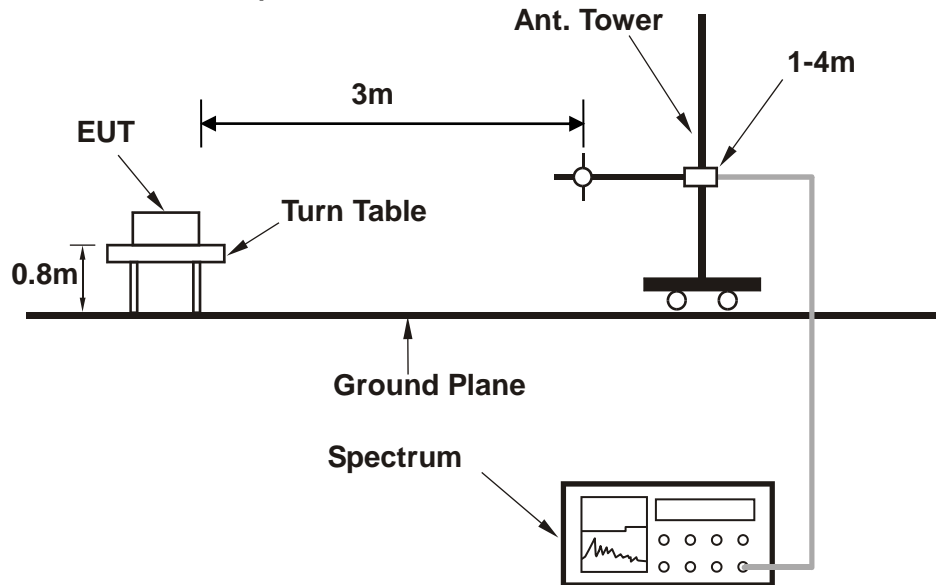 Ant. Tower
1-4m
3m
EUT
Turn Table
0.8m
Ground Plane
Spectrum